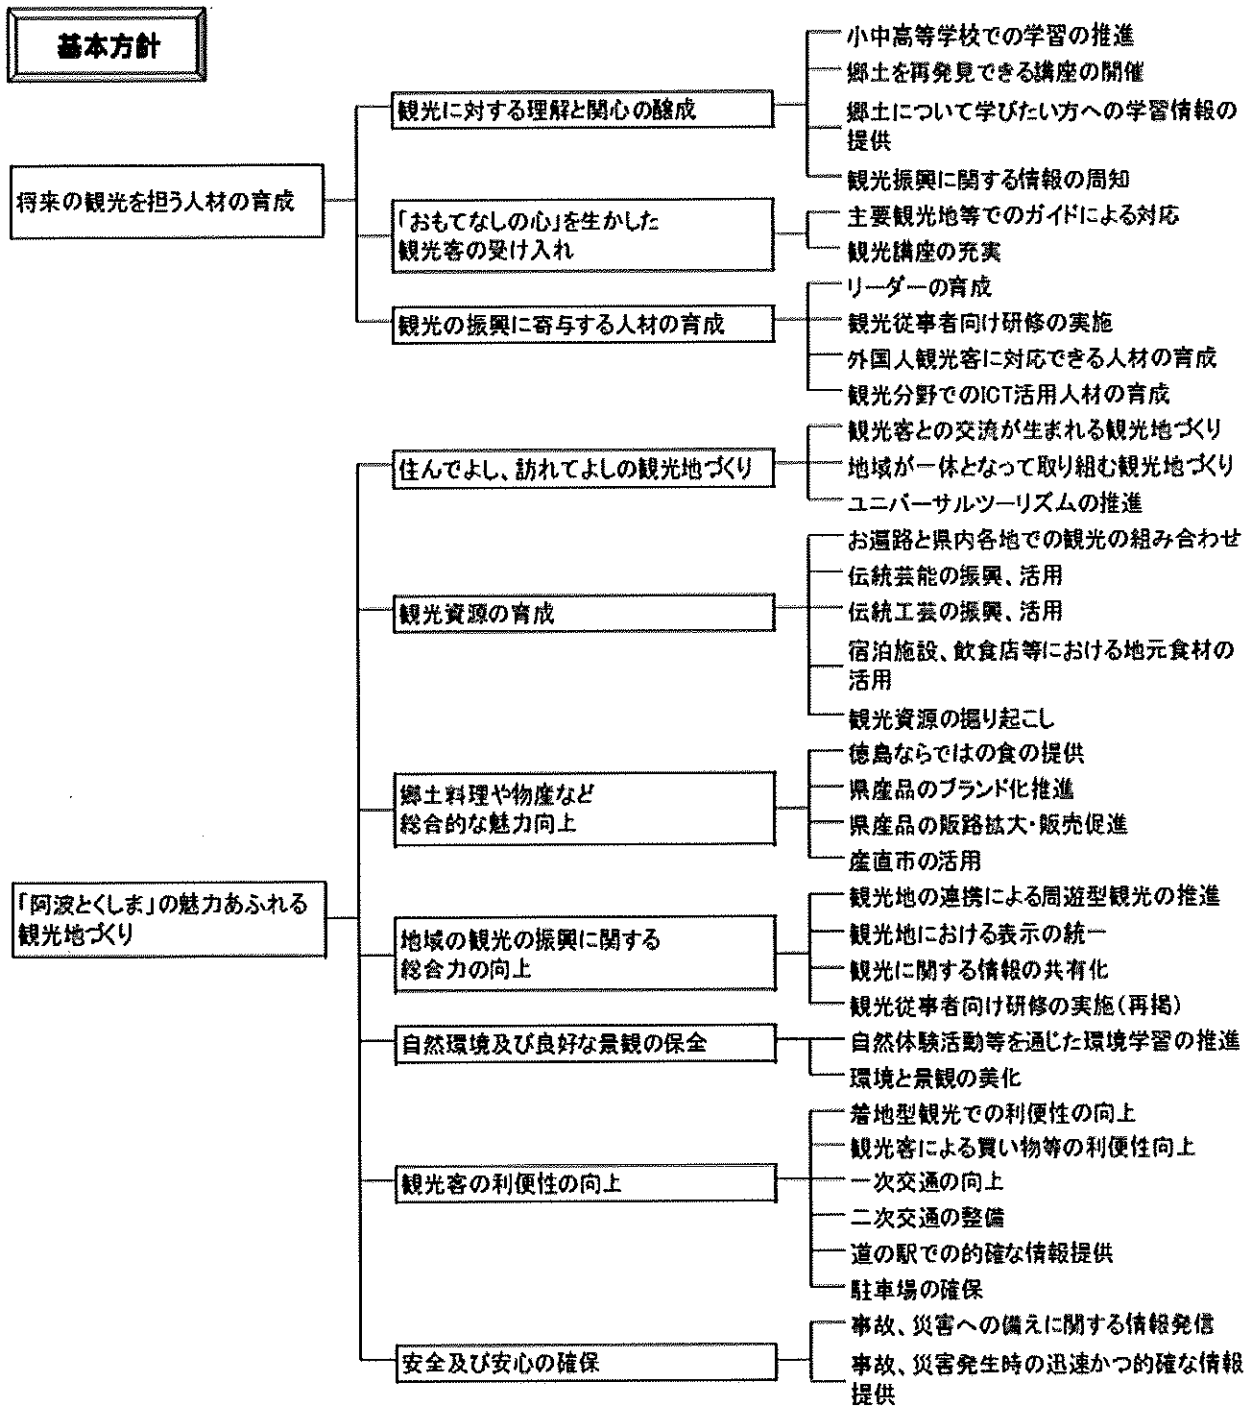 基本方針
将来の観光を担う人材の育成
観光に対する理解と関心の醸成
小中高等学校での学習の推進
郷土を再発見できる講座の開催
郷土について学びたい方への学習情報の
提供
観光振興に関する情報の周知
「おもてなしの心」を生かした
観光客の受け入れ
主要観光地等でのガイドによる対応
観光講座の充実
観光の振興に寄与する人材の育成
リーダーの育成
観光従事者向け研修の実施
外国人観光客に対応できる人材の育成
観光分野でのICT活用人材の育成
「阿波とくしま」の魅力あふれる
観光地づくり
住んでよし、訪れてよしの観光地づくり
観光客との交流が生まれる観光地づくり
地域が一体となって取り組む観光地づくり
ユニバーサルツーリズムの推進
観光資源の育成
お遍路と県内各地での観光の組み合わせ
伝統芸能の振興、活用
伝統工芸の振興、活用
宿泊施設、飲食店等における地元食材の
活用
観光資源の掘り起こし
郷土料理や物産など
総合的な魅力向上
徳島ならではの食の提供
県産品のブランド化推進
県産品の販路拡大・販売促進
産直市の活用
地域の観光の振興に関する
総合力の向上
観光地の連携による周遊型観光の推進
観光地における表示の統一
観光に関する情報の共有化
観光従事者向け研修の実施(再掲)
自然環境及び良好な景観の保全
自然体験活動等を通じた環境学習の推進
環境と景観の美化
観光客の利便性の向上
着地型観光での利便性の向上
観光客による買い物等の利便性向上
一次交通の向上
二次交通の整備
道の駅での的確な情報提供
駐車場の確保
安全及び安心の確保
事故、災害への備えに関する情報発信
事故、災害発生時の迅速かつ的確な情報
提供